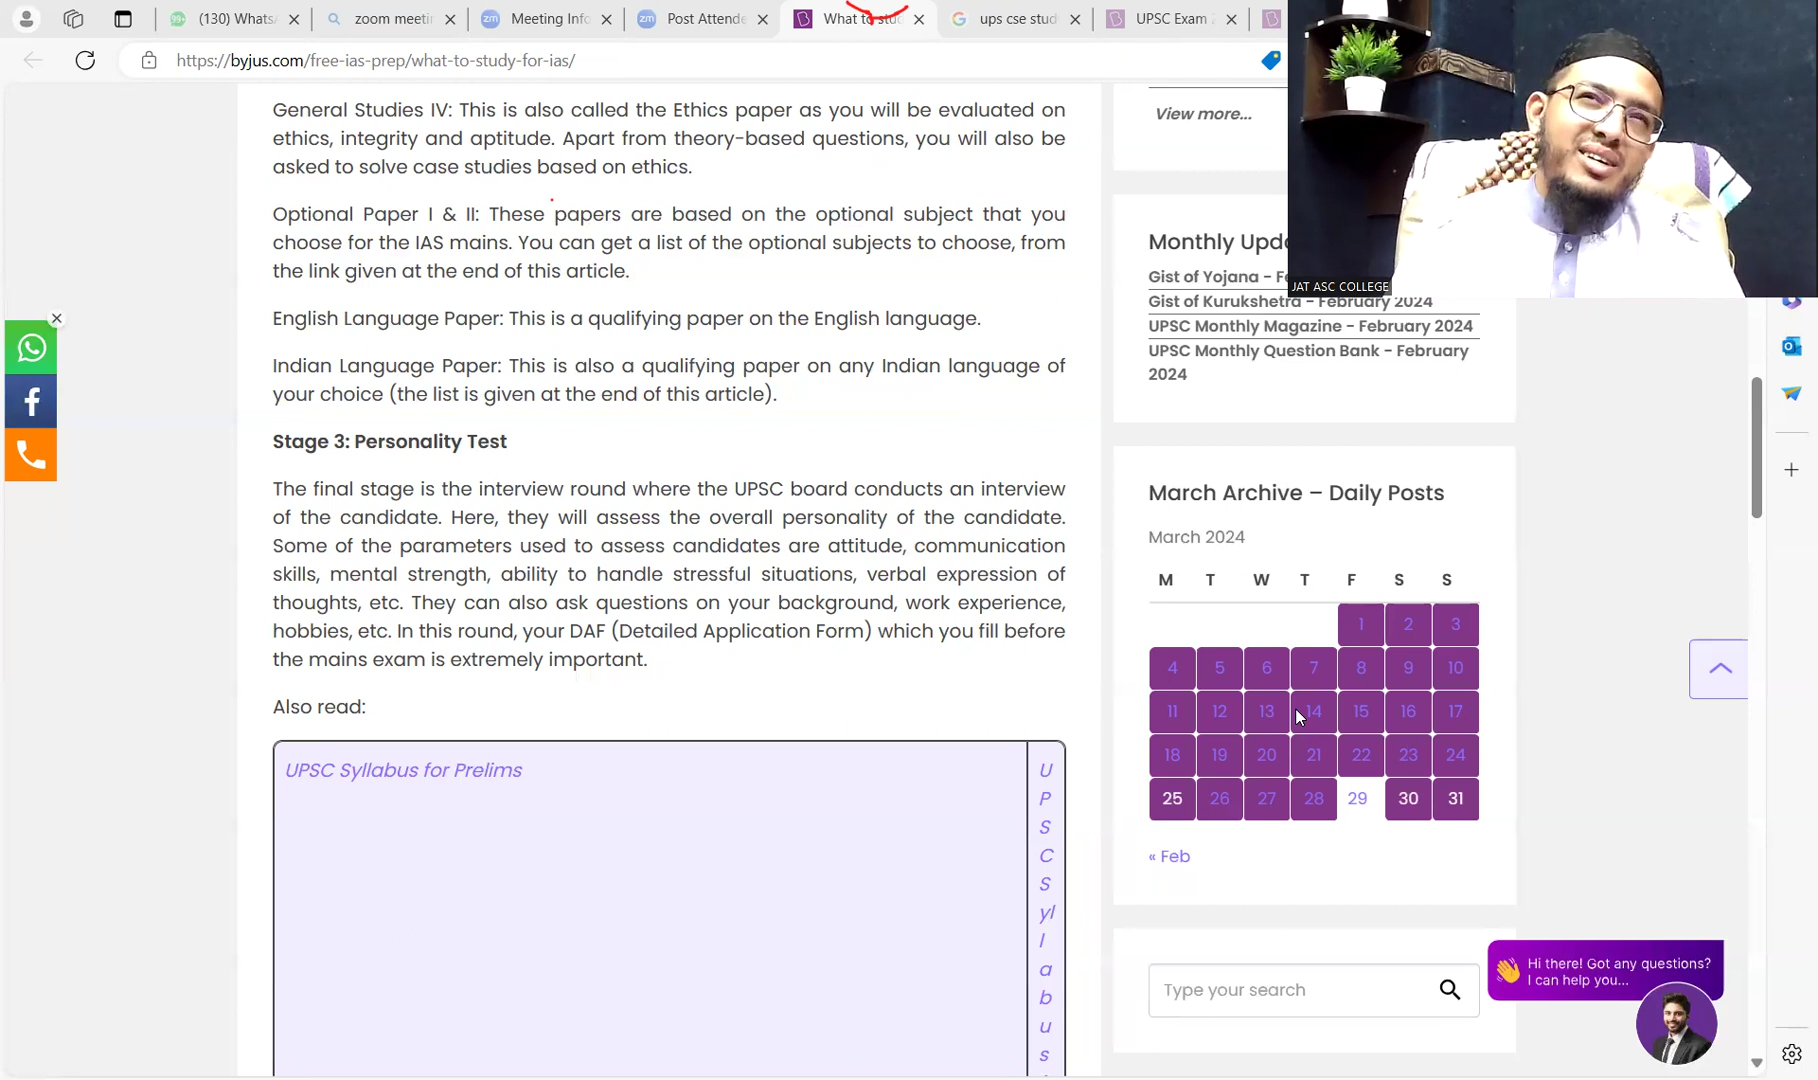 (130) Whats
zoom meeti
Meeting Info
Post Attende
What to stu
ups cse stud
UPSC Exam
https://byjus.com/free-ias-prep/what-to-study-for-ias/
General Studies IV: This is also called the Ethics paper as you will be evaluated on
ethics, integrity and aptitude. Apart from theory-based questions, you will also be
asked to solve case studies based on ethics.
Optional Paper I & II: These papers are based on the optional subject that you
choose for the IAS mains. You can get a list of the optional subjects to choose, from
the link given at the end of this article.
English Language Paper: This is a qualifying paper on the English language.
Indian Language Paper: This is also a qualifying paper on any Indian language of
your choice (the list is given at the end of this article).
Stage 3: Personality Test
The final stage is the interview round where the UPSC board conducts an interview
of the candidate. Here, they will assess the overall personality of the candidate.
Some of the parameters used to assess candidates are attitude, communication
skills, mental strength, ability to handle stressful situations, verbal expression of
thoughts, etc. They can also ask questions on your background, work experience,
hobbies, etc. In this round, your DAF (Detailed Application Form) which you fill before
the mains exam is extremely important.
Also read:
UPSC Syllabus for Prelims
U
P
S
C
S
yl
l
a
b
u
s
View more...
JAT ASC COLLEGE
Monthly Upd
Gist of Yojana - Fe
Gist of Kurukshetra - February 2024
UPSC Monthly Magazine - February 2024
UPSC Monthly Question Bank - February
2024
March Archive – Daily Posts
March 2024
M T W T F S S
1 2 3
4 5 6 7 8 9 10
11 12 13 14 15 16 17
18 19 20 21 22 23 24
25 26 27 28 29 30 31
« Feb
Type your search
Hi there! Got any questions?
I can help you...